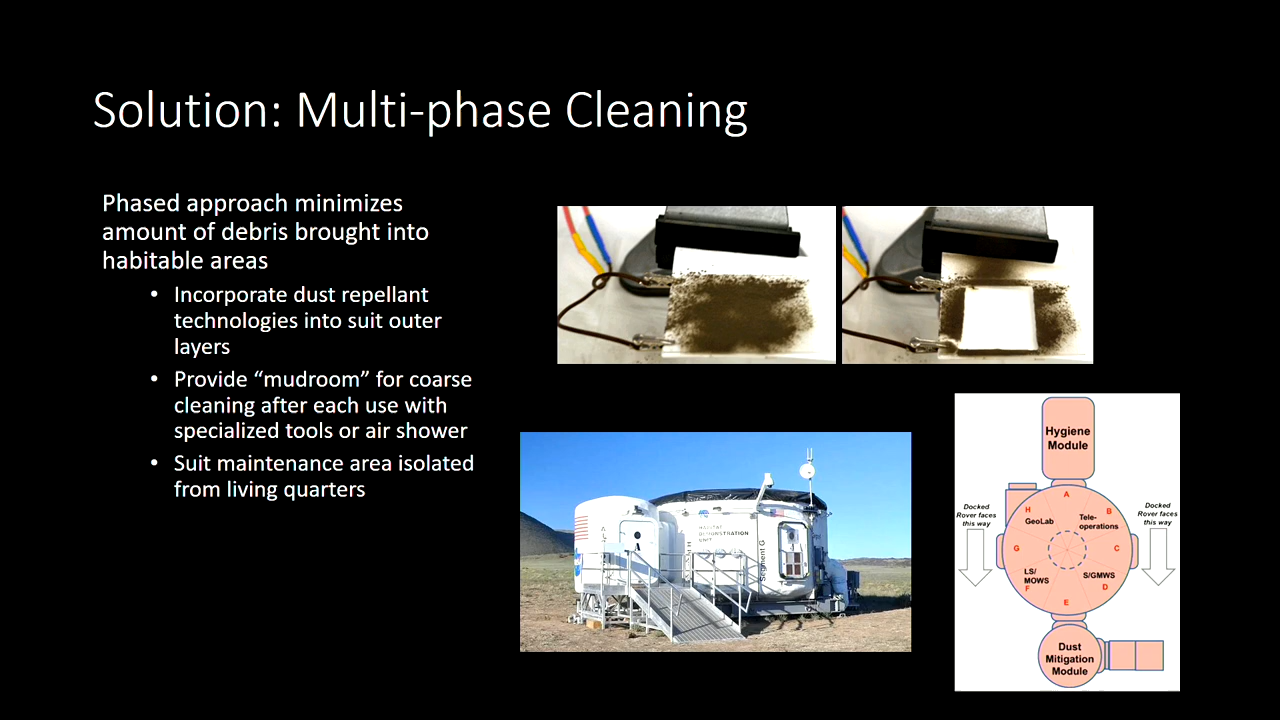 Solution: Multi-phase Cleaning
Phased approach minimizes
amount of debris brought into
habitable areas
• Incorporate dust repellant
technologies into suit outer
layers
• Provide “mudroom” for coarse
cleaning after each use with
specialized tools or air shower
• Suit maintenance area isolated
from living quarters
HABITAT
DEMONSTRATION
UNIT
Segment G
Hygiene
Module
Docked
Rover faces
this way
Docked
Rover faces
this way
A
H
B
GeoLab
Tele-
operations
G
C
LS/
MOWS
F
S/GMWS
D
E
Dust
Mitigation
Module